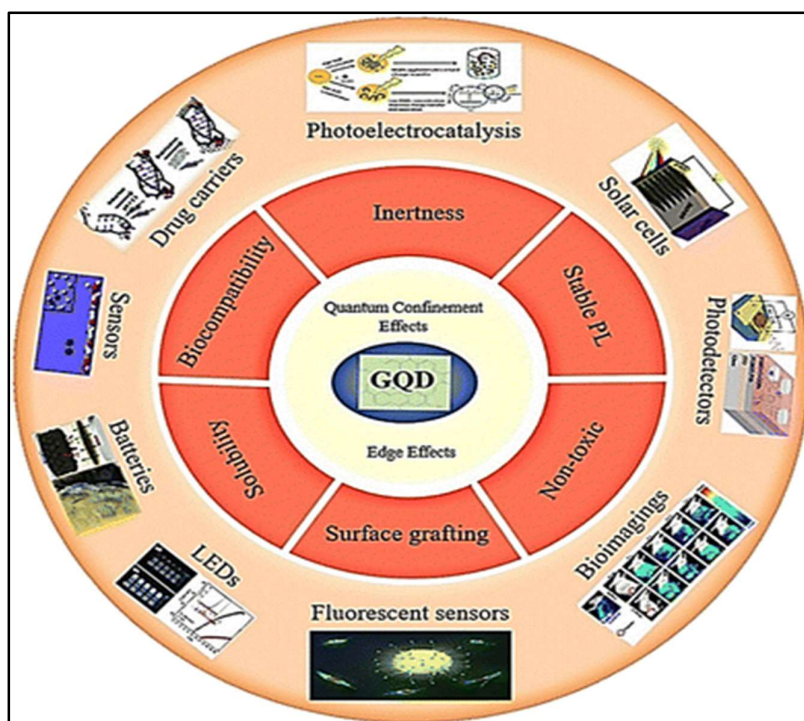 Photoelectrocatalysis
Solar cells
Photodetectors
Bioimagings
Fluorescent sensors
LEDs
Batteries
Sensors
Drug carriers
Inertness
Stable PL
Non-toxic
Surface grafting
Solubility
Biocompatibility
Quantum Confinement
Effects
GQD
Edge Effects